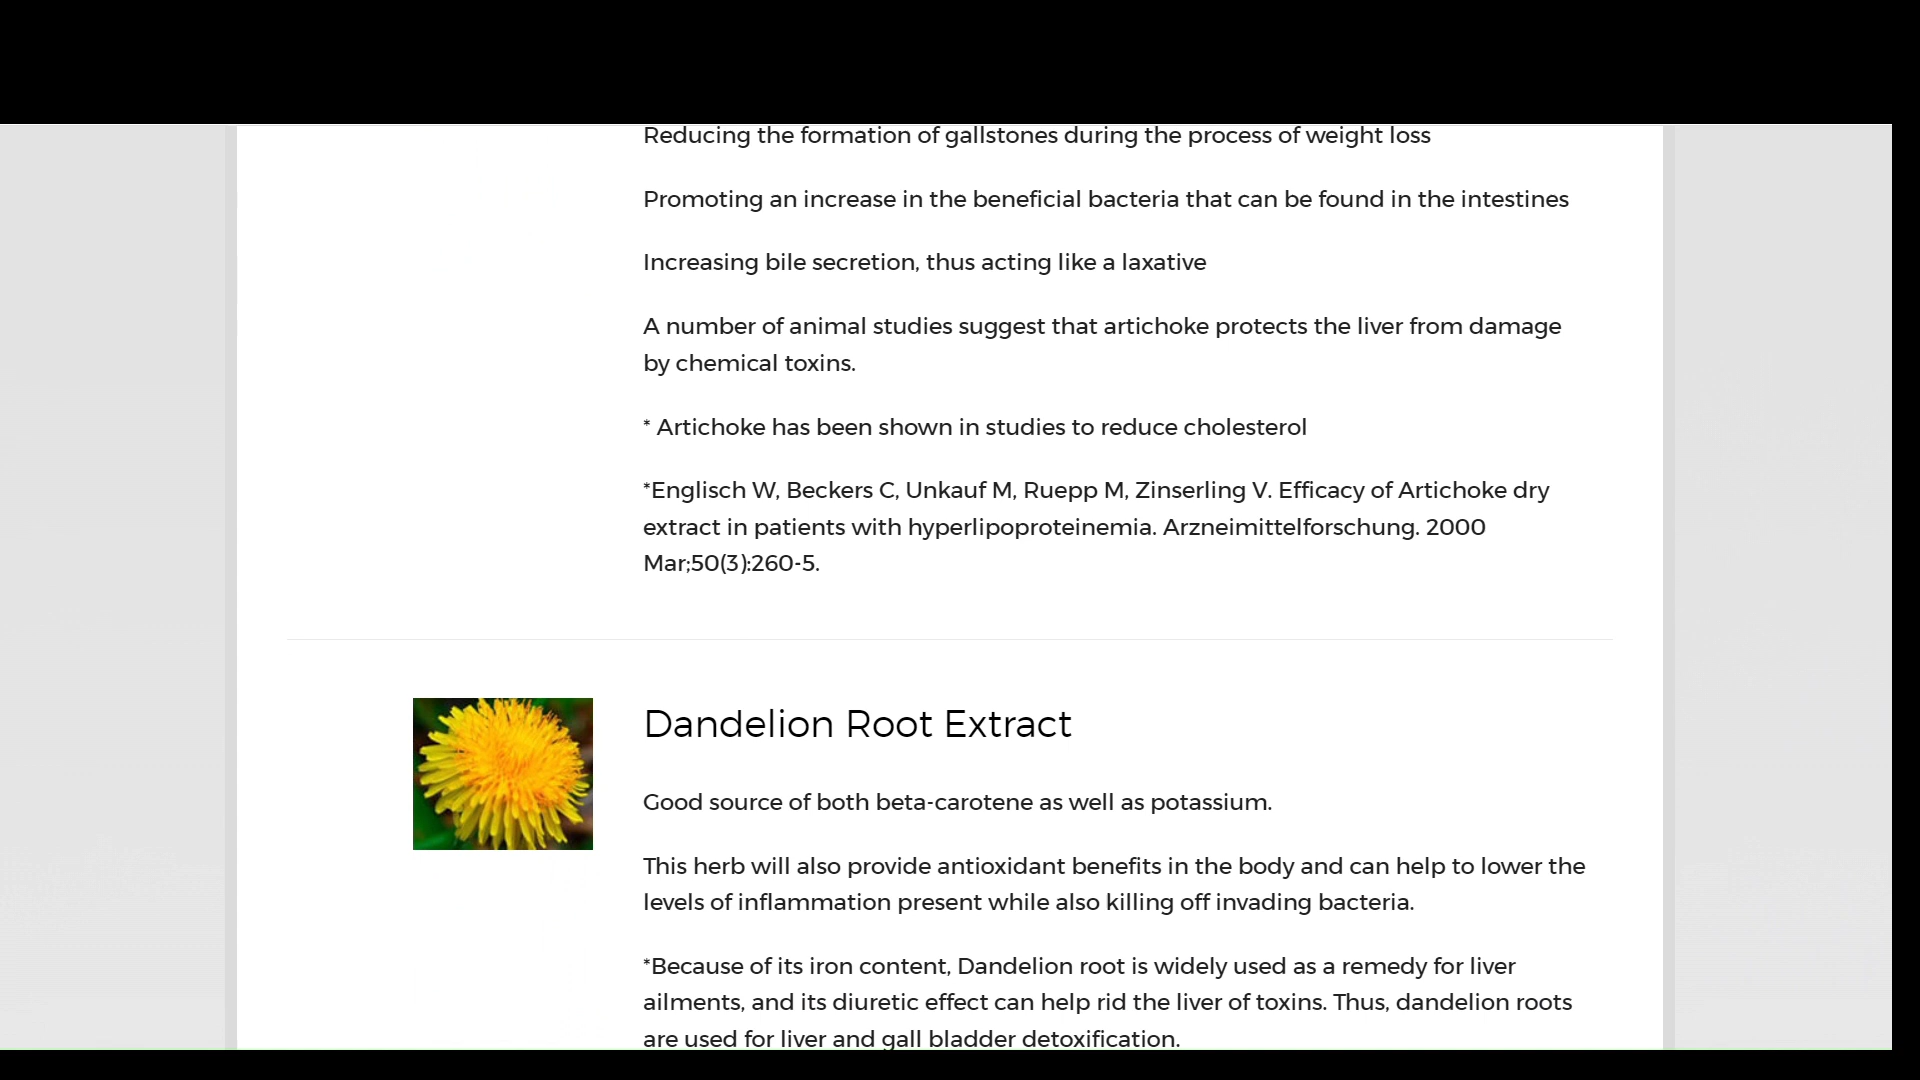 Reducing the formation of gallstones during the process of weight loss
Promoting an increase in the beneficial bacteria that can be found in the intestines
Increasing bile secretion, thus acting like a laxative
A number of animal studies suggest that artichoke protects the liver from damage
by chemical toxins.
* Artichoke has been shown in studies to reduce cholesterol
*Englisch W, Beckers C, Unkauf M, Ruepp M, Zinserling V. Efficacy of Artichoke dry
extract in patients with hyperlipoproteinemia. Arzneimittelforschung. 2000
Mar;50(3):260-5.
Dandelion Root Extract
Good source of both beta-carotene as well as potassium.
This herb will also provide antioxidant benefits in the body and can help to lower the
levels of inflammation present while also killing off invading bacteria.
*Because of its iron content, Dandelion root is widely used as a remedy for liver
ailments, and its diuretic effect can help rid the liver of toxins. Thus, dandelion roots
are used for liver and gall bladder detoxification.